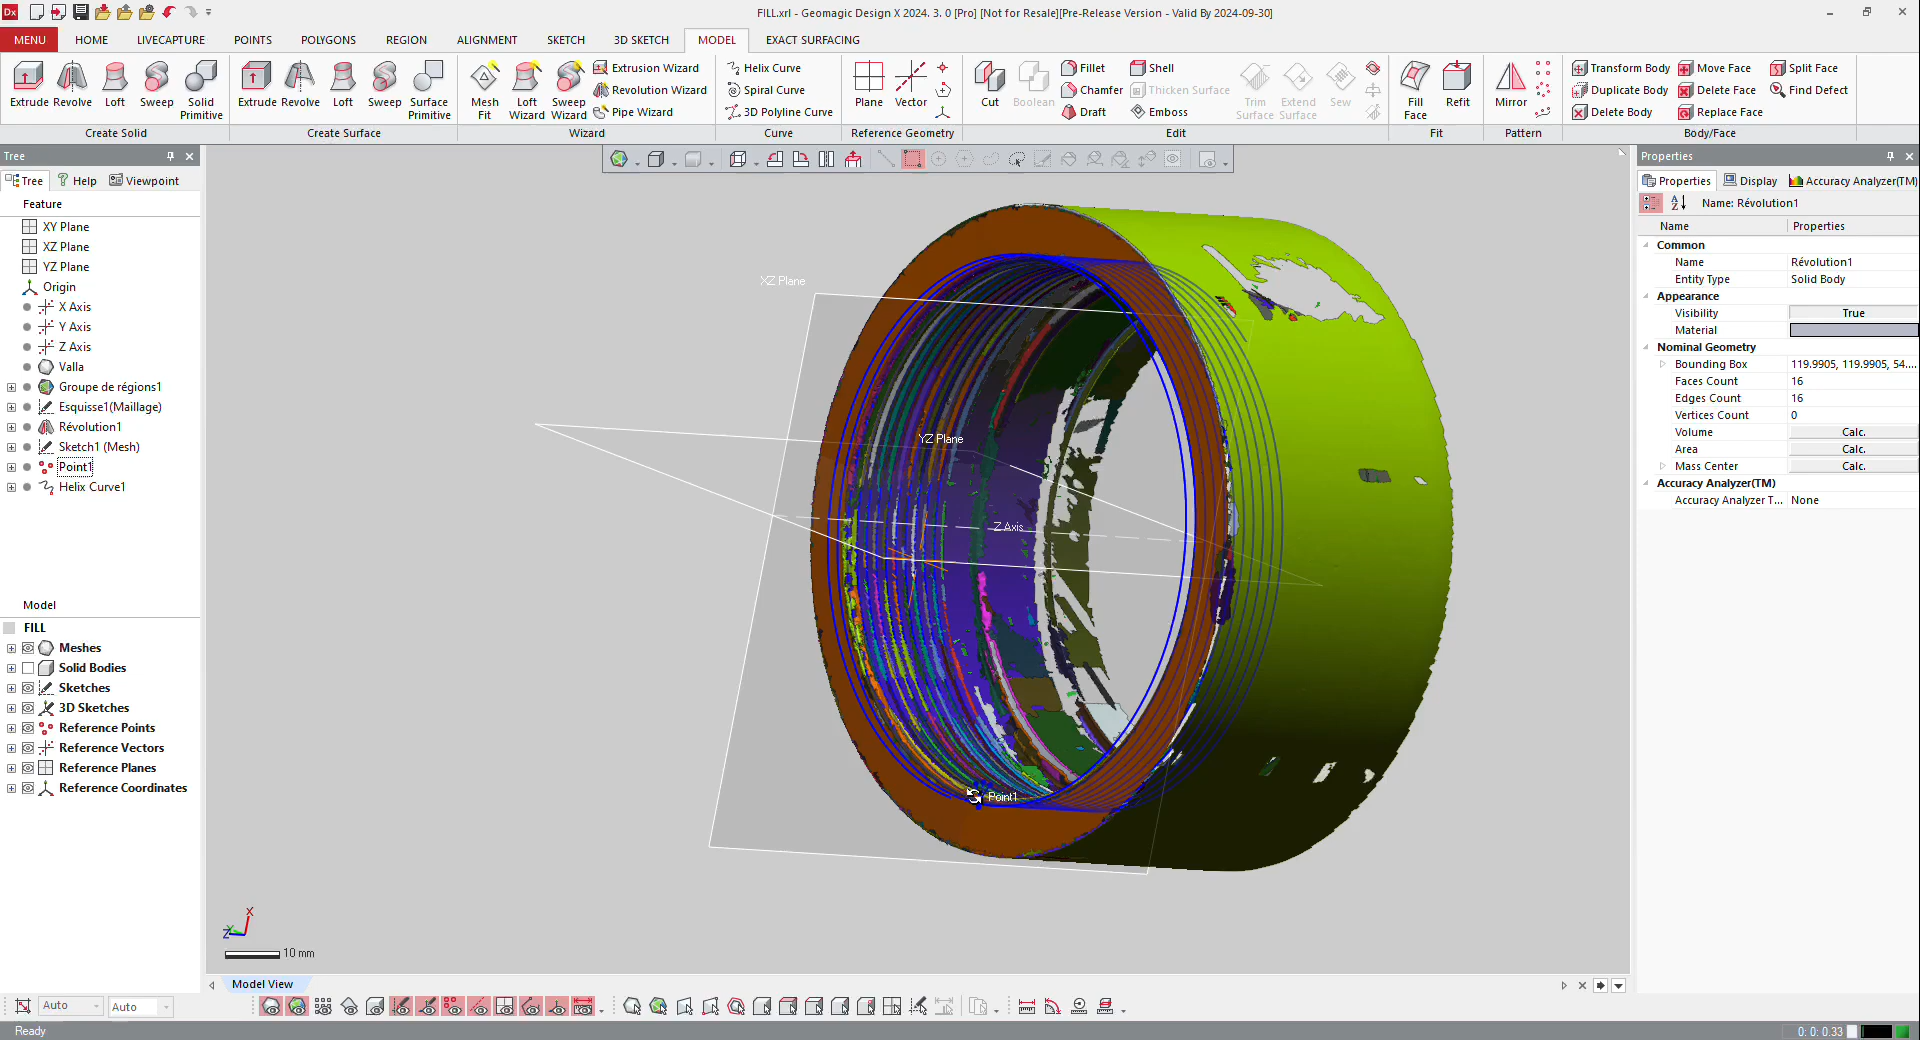 FILL.xrl - Geomagic Design X 2024. 3. 0 [Pro] [Not for Resale][Pre-Release Version - Valid By 2024-09-30]
MENU HOME LIVECAPTURE POINTS POLYGONS REGION ALIGNMENT SKETCH 3D SKETCH MODEL EXACT SURFACING
Extrude Revolve Loft Sweep Solid Primitive
Create Solid
Extrude Revolve Loft Sweep Surface Primitive
Create Surface
Mesh Fit Loft Wizard Sweep Wizard
Extrusion Wizard
Revolution Wizard
Pipe Wizard
Wizard
Helix Curve
Spiral Curve
3D Polyline Curve
Curve
Plane Vector
Reference Geometry
Cut Boolean
Fillet
Chamfer
Draft
Shell
Thicken Surface
Emboss
Trim Surface Extend Surface Sew
Edit
Fill Face Refit
Fit
Mirror
Pattern
Transform Body
Duplicate Body
Delete Body
Move Face
Delete Face
Replace Face
Split Face
Find Defect
Body/Face
Tree
Tree Help Viewpoint
Feature
XY Plane
XZ Plane
YZ Plane
Origin
X Axis
Y Axis
Z Axis
Valla
Groupe de régions1
Esquisse1(Maillage)
Révolution1
Sketch1 (Mesh)
Point1
Helix Curve1
Model
FILL
Meshes
Solid Bodies
Sketches
3D Sketches
Reference Points
Reference Vectors
Reference Planes
Reference Coordinates
XZ Plane
YZ Plane
Z Axis
Point1
X
Z
10 mm
Model View
Properties
Properties Display Accuracy Analyzer(TM)
Name: Révolution1
Name Properties
Common
Name Révolution1
Entity Type Solid Body
Appearance
Visibility True
Material
Nominal Geometry
Bounding Box 119.9905, 119.9905, 54....
Faces Count 16
Edges Count 16
Vertices Count 0
Volume Calc.
Area Calc.
Mass Center Calc.
Accuracy Analyzer(TM)
Accuracy Analyzer T... None
Auto Auto
Ready
0: 0: 0.33